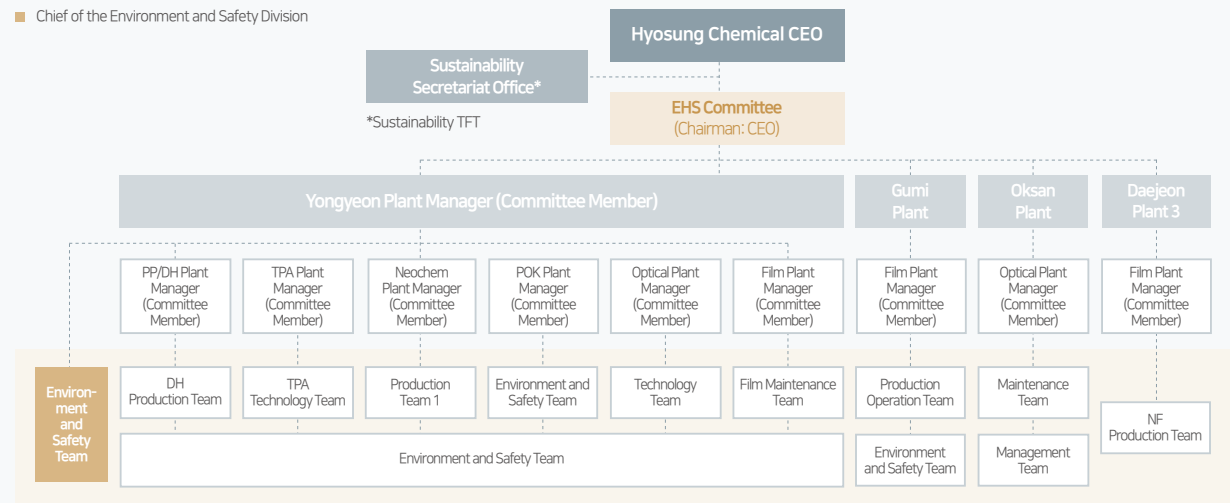 Chief of the Environment and Safety Division
Hyosung Chemical CEO
Sustainability
Secretariat Office*
*Sustainability TFT
EHS Committee
(Chairman: CEO)
Yongyeon Plant Manager (Committee Member)
Gumi
Plant
Oksan
Plant
Daejeon
Plant 3
PP/DH Plant
Manager
(Committee
Member)
TPA Plant
Manager
(Committee
Member)
Neochem
Plant Manager
(Committee
Member)
POK Plant
Manager
(Committee
Member)
Optical Plant
Manager
(Committee
Member)
Film Plant
Manager
(Committee
Member)
Film Plant
Manager
(Committee
Member)
Optical Plant
Manager
(Committee
Member)
Film Plant
Manager
(Committee
Member)
Environ-
ment
and
Safety
Team
DH
Production Team
TPA
Technology Team
Production
Team 1
Environment and
Safety Team
Technology
Team
Film Maintenance
Team
Production
Operation Team
Maintenance
Team
NF
Production Team
Environment and Safety Team
Environment
and Safety Team
Management
Team